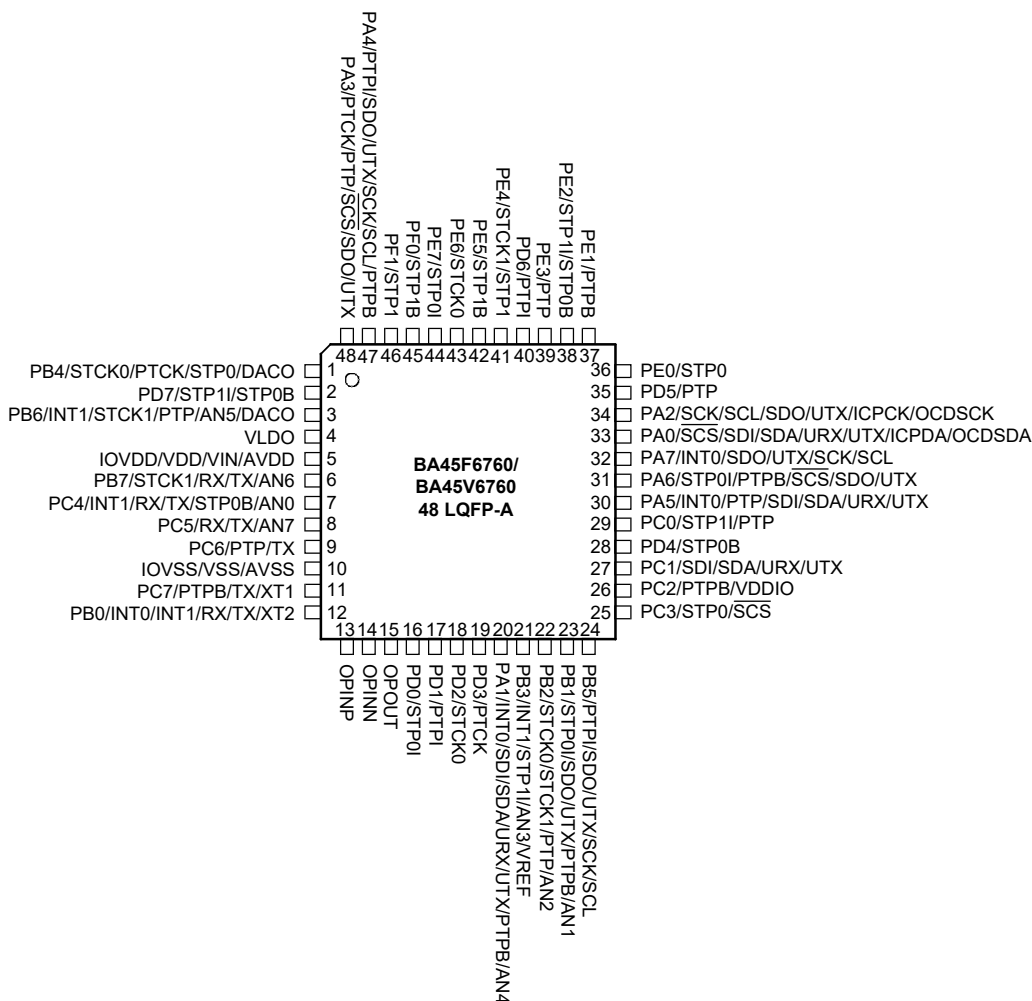 PA4/PTPI/SDO/UTX/SCK/SCL/PTPB
PA3/PTCK/PTP/SCS/SDO/UTX
PF1/STP1
PF0/STP1B
PE7/STP0I
PE6/STCK0
PE5/STP1B
PE4/STCK1/STP1
PD6/PTPI
PE3/PTP
PE2/STP1I/STP0B
PE1/PTPB
48 47 46 45 44 43 42 41 40 39 38 37
PB4/STCK0/PTCK/STP0/DACO 1
PD7/STP1I/STP0B 2
PB6/INT1/STCK1/PTP/AN5/DACO 3
VLDO 4
IOVDD/VDD/VIN/AVDD 5
PB7/STCK1/RX/TX/AN6 6
PC4/INT1/RX/TX/STP0B/AN0 7
PC5/RX/TX/AN7 8
PC6/PTP/TX 9
IOVSS/VSS/AVSS 10
PC7/PTPB/TX/XT1 11
PB0/INT0/INT1/RX/TX/XT2 12
BA45F6760/
BA45V6760
48 LQFP-A
36 PE0/STP0
35 PD5/PTP
34 PA2/SCK/SCL/SDO/UTX/ICPCK/OCDSCK
33 PA0/SCS/SDI/SDA/URX/UTX/ICPDA/OCDSDA
32 PA7/INT0/SDO/UTX/SCK/SCL
31 PA6/STP0I/PTPB/SCS/SDO/UTX
30 PA5/INT0/PTP/SDI/SDA/URX/UTX
29 PC0/STP1I/PTP
28 PD4/STP0B
27 PC1/SDI/SDA/URX/UTX
26 PC2/PTPB/VDDIO
25 PC3/STP0/SCS
13 14 15 16 17 18 19 20 21 22 23 24
OPINP
OPINN
OPOUT
PD0/STP0I
PD1/PTPI
PD2/STCK0
PD3/PTCK
PA1/INT0/SDI/SDA/URX/UTX/PTPB/AN4
PB3/INT1/STP1I/AN3/VREF
PB2/STCK0/STCK1/PTP/AN2
PB1/STP0I/SDO/UTX/PTPB/AN1
PB5/PTPI/SDO/UTX/SCK/SCL